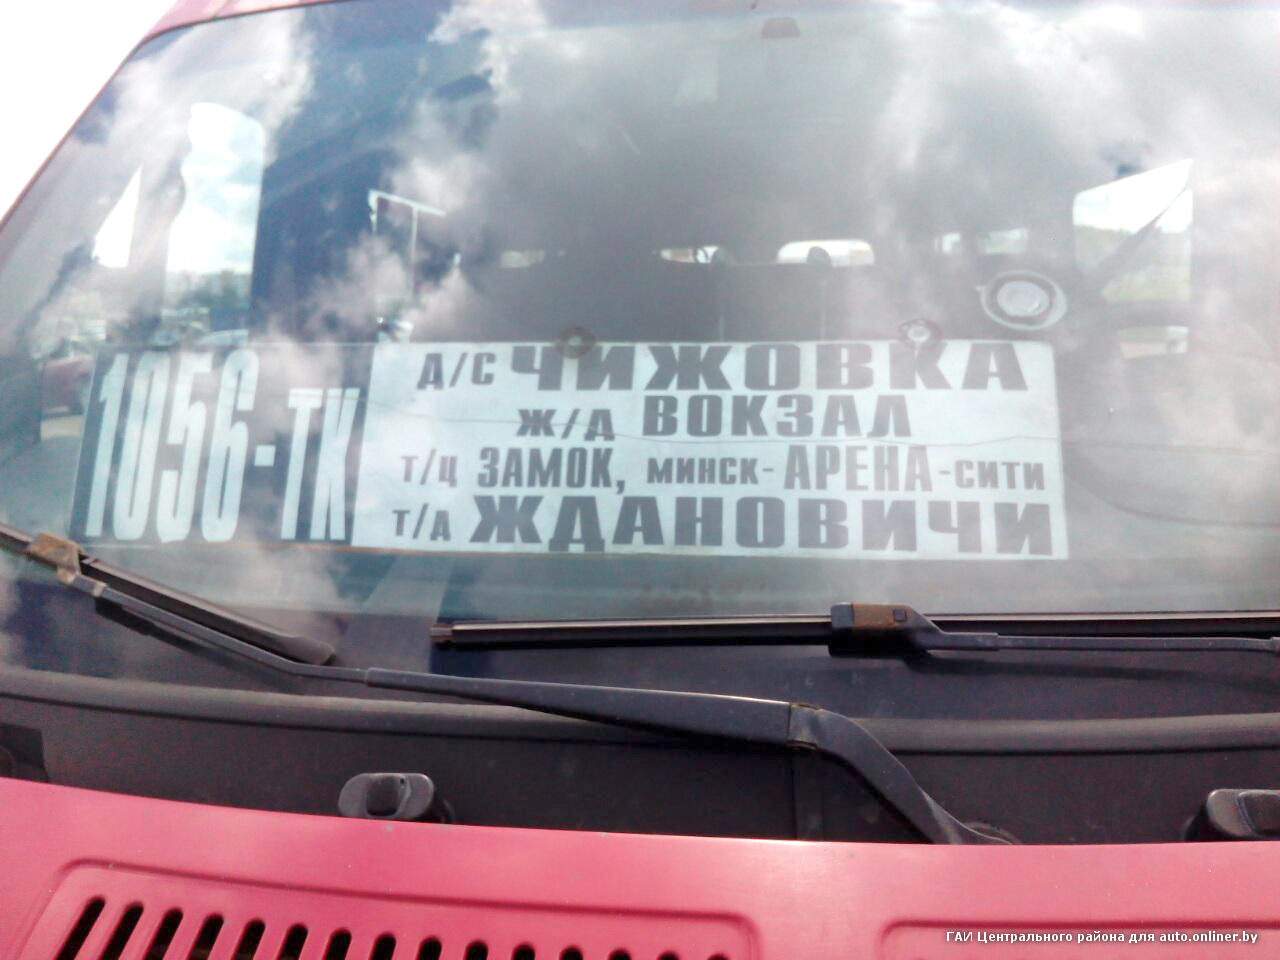 1056-ТК
Д/С ЧИЖОВКА
Ж/Д ВОКЗАЛ
Т/Ц ЗАМОК, МИНСК-АРЕНА-СИТИ
Т/Д ЖДАНОВИЧИ
ГАИ Центрального района для auto.onliner.by